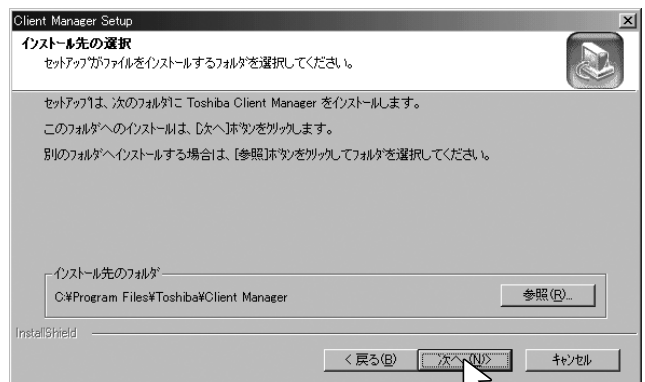 Client Manager Setup
インストール先の選択
セットアップがファイルをインストールするフォルダを選択してください。
セットアップは、次のフォルダに Toshiba Client Manager をインストールします。
このフォルダへのインストールは、[次へ]ボタンをクリックします。
別のフォルダへインストールする場合は、[参照]ボタンをクリックしてフォルダを選択してください。
インストール先のフォルダ
C:¥Program Files¥Toshiba¥Client Manager
参照(R)...
InstallShield
< 戻る(B)
次へ(N)>
キャンセル